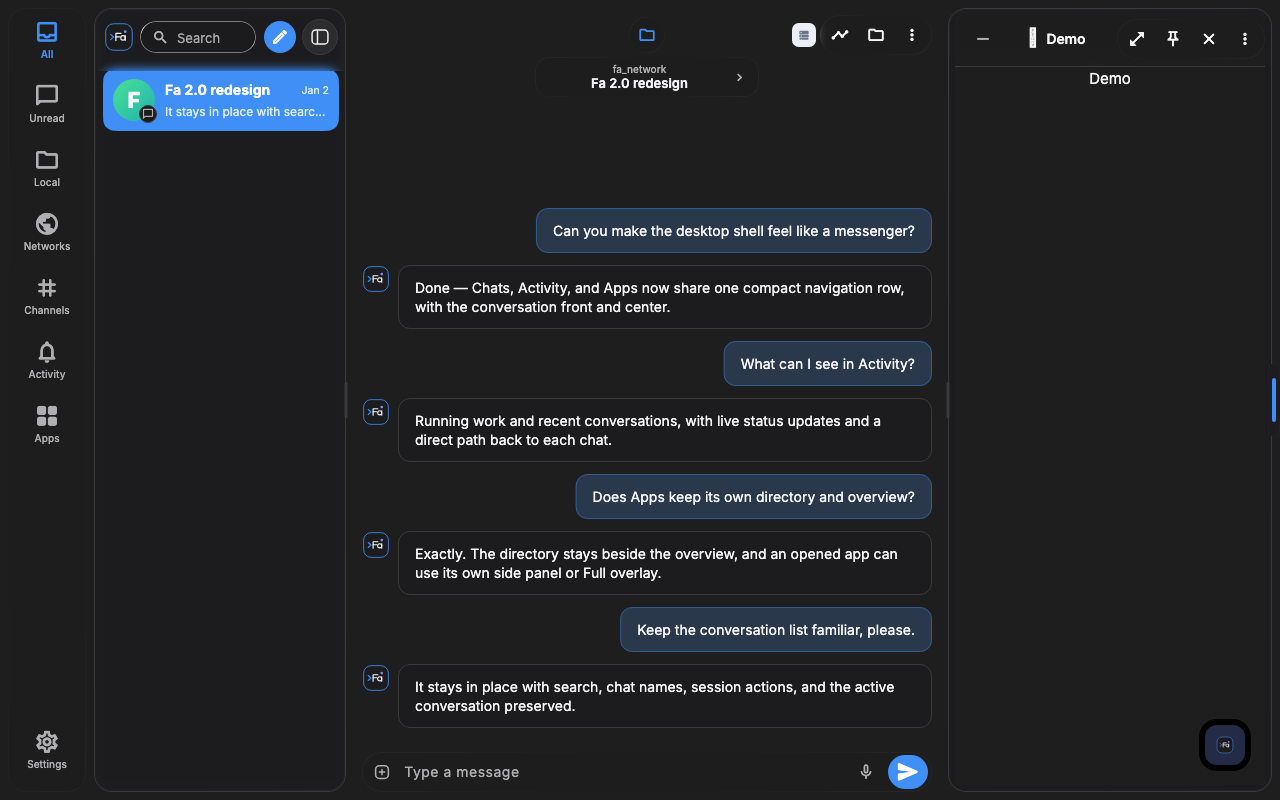 All
Unread
Local
Networks
Channels
Activity
Apps
Settings
>Fa
Search
F
Fa 2.0 redesign
Jan 2
It stays in place with searc...
fa_network
Fa 2.0 redesign
Can you make the desktop shell feel like a messenger?
>Fa
Done — Chats, Activity, and Apps now share one compact navigation row,
with the conversation front and center.
What can I see in Activity?
>Fa
Running work and recent conversations, with live status updates and a
direct path back to each chat.
Does Apps keep its own directory and overview?
>Fa
Exactly. The directory stays beside the overview, and an opened app can
use its own side panel or Full overlay.
Keep the conversation list familiar, please.
>Fa
It stays in place with search, chat names, session actions, and the active
conversation preserved.
Type a message
Demo
Demo
>Fa